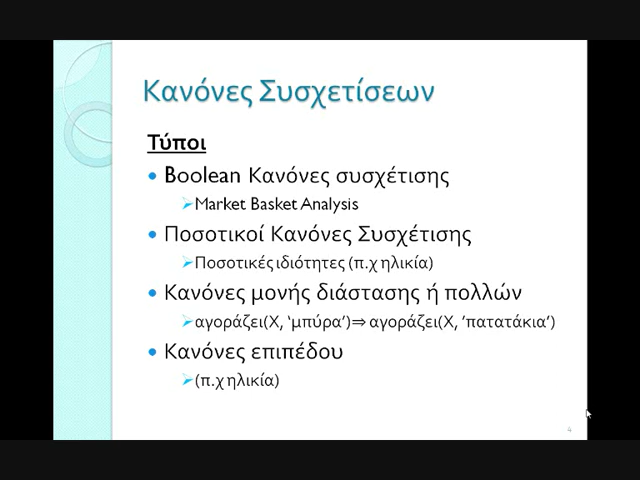 Κανόνες Συσχετίσεων
Τύποι
Boolean Κανόνες συσχέτισης
Market Basket Analysis
Ποσοτικοί Κανόνες Συσχέτισης
Ποσοτικές ιδιότητες (π.χ ηλικία)
Κανόνες μονής διάστασης ή πολλών
αγοράζει(Χ, ‘μπύρα’)⇒ αγοράζει(Χ, ’πατατάκια’)
Κανόνες επιπέδου
(π.χ ηλικία)
4